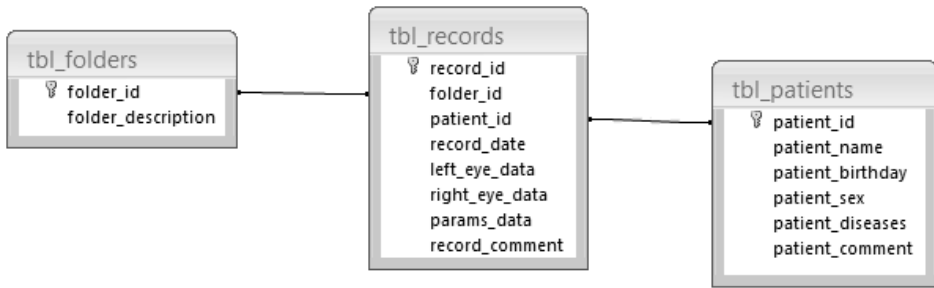 tbl_folders
folder_id
folder_description
tbl_records
record_id
folder_id
patient_id
record_date
left_eye_data
right_eye_data
params_data
record_comment
tbl_patients
patient_id
patient_name
patient_birthday
patient_sex
patient_diseases
patient_comment